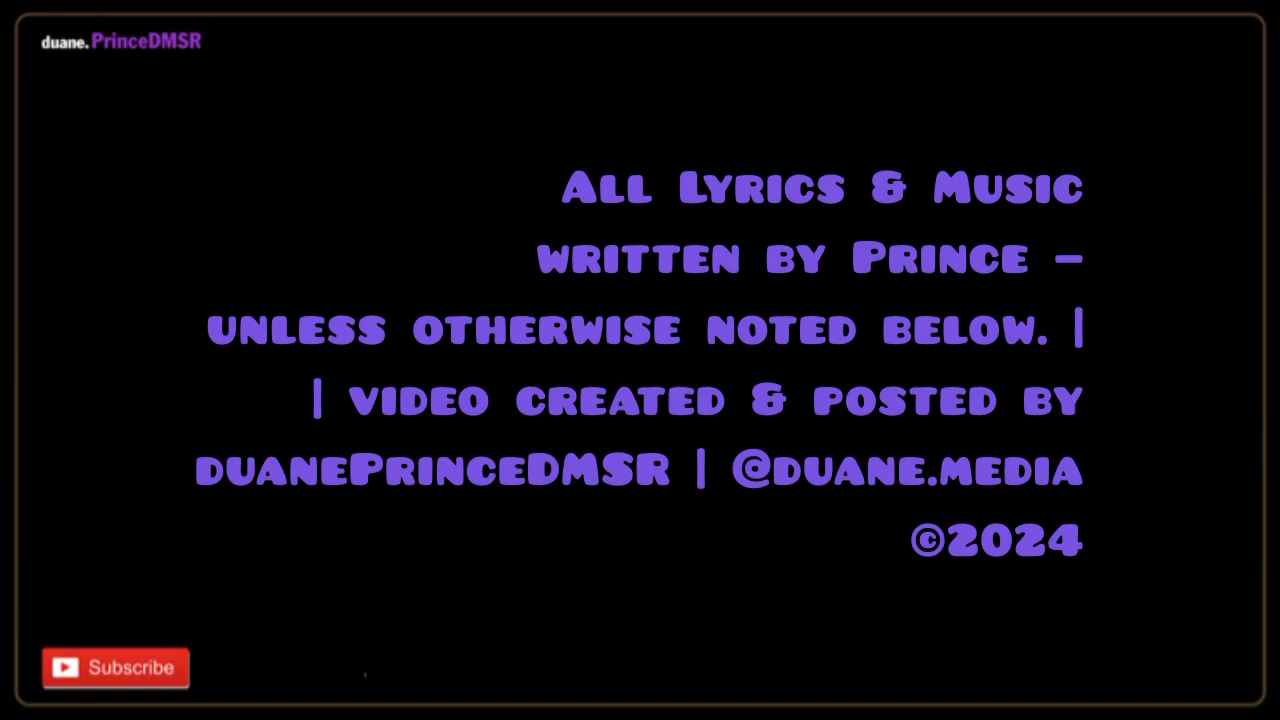 duane.PrinceDMSR
All Lyrics & Music
written by Prince –
unless otherwise noted below. |
| video created & posted by
duanePrinceDMSR | @duane.media
©2024
Subscribe